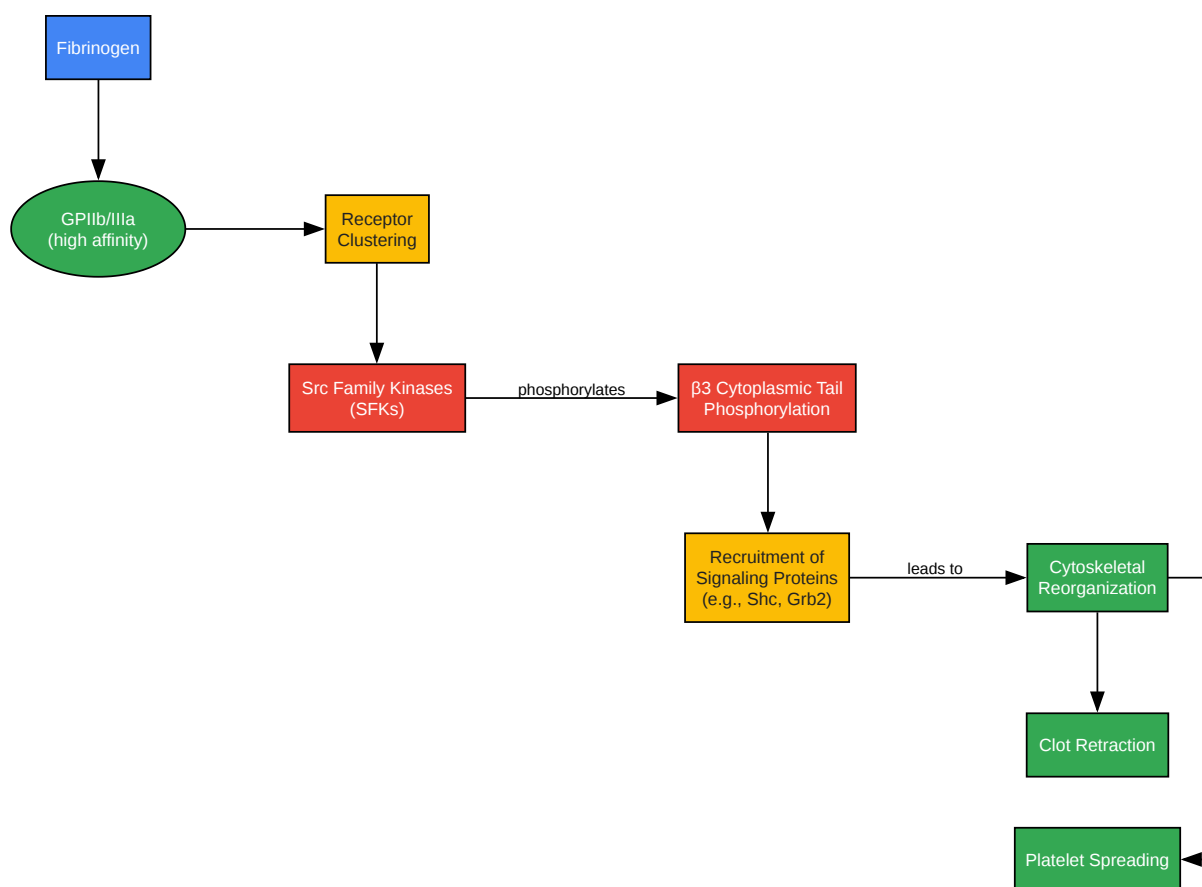 Fibrinogen
GPIIb/IIIa
(high affinity)
Receptor
Clustering
Src Family Kinases
(SFKs)
phosphorylates
β3 Cytoplasmic Tail
Phosphorylation
Recruitment of
Signaling Proteins
(e.g., Shc, Grb2)
leads to
Cytoskeletal
Reorganization
Clot Retraction
Platelet Spreading